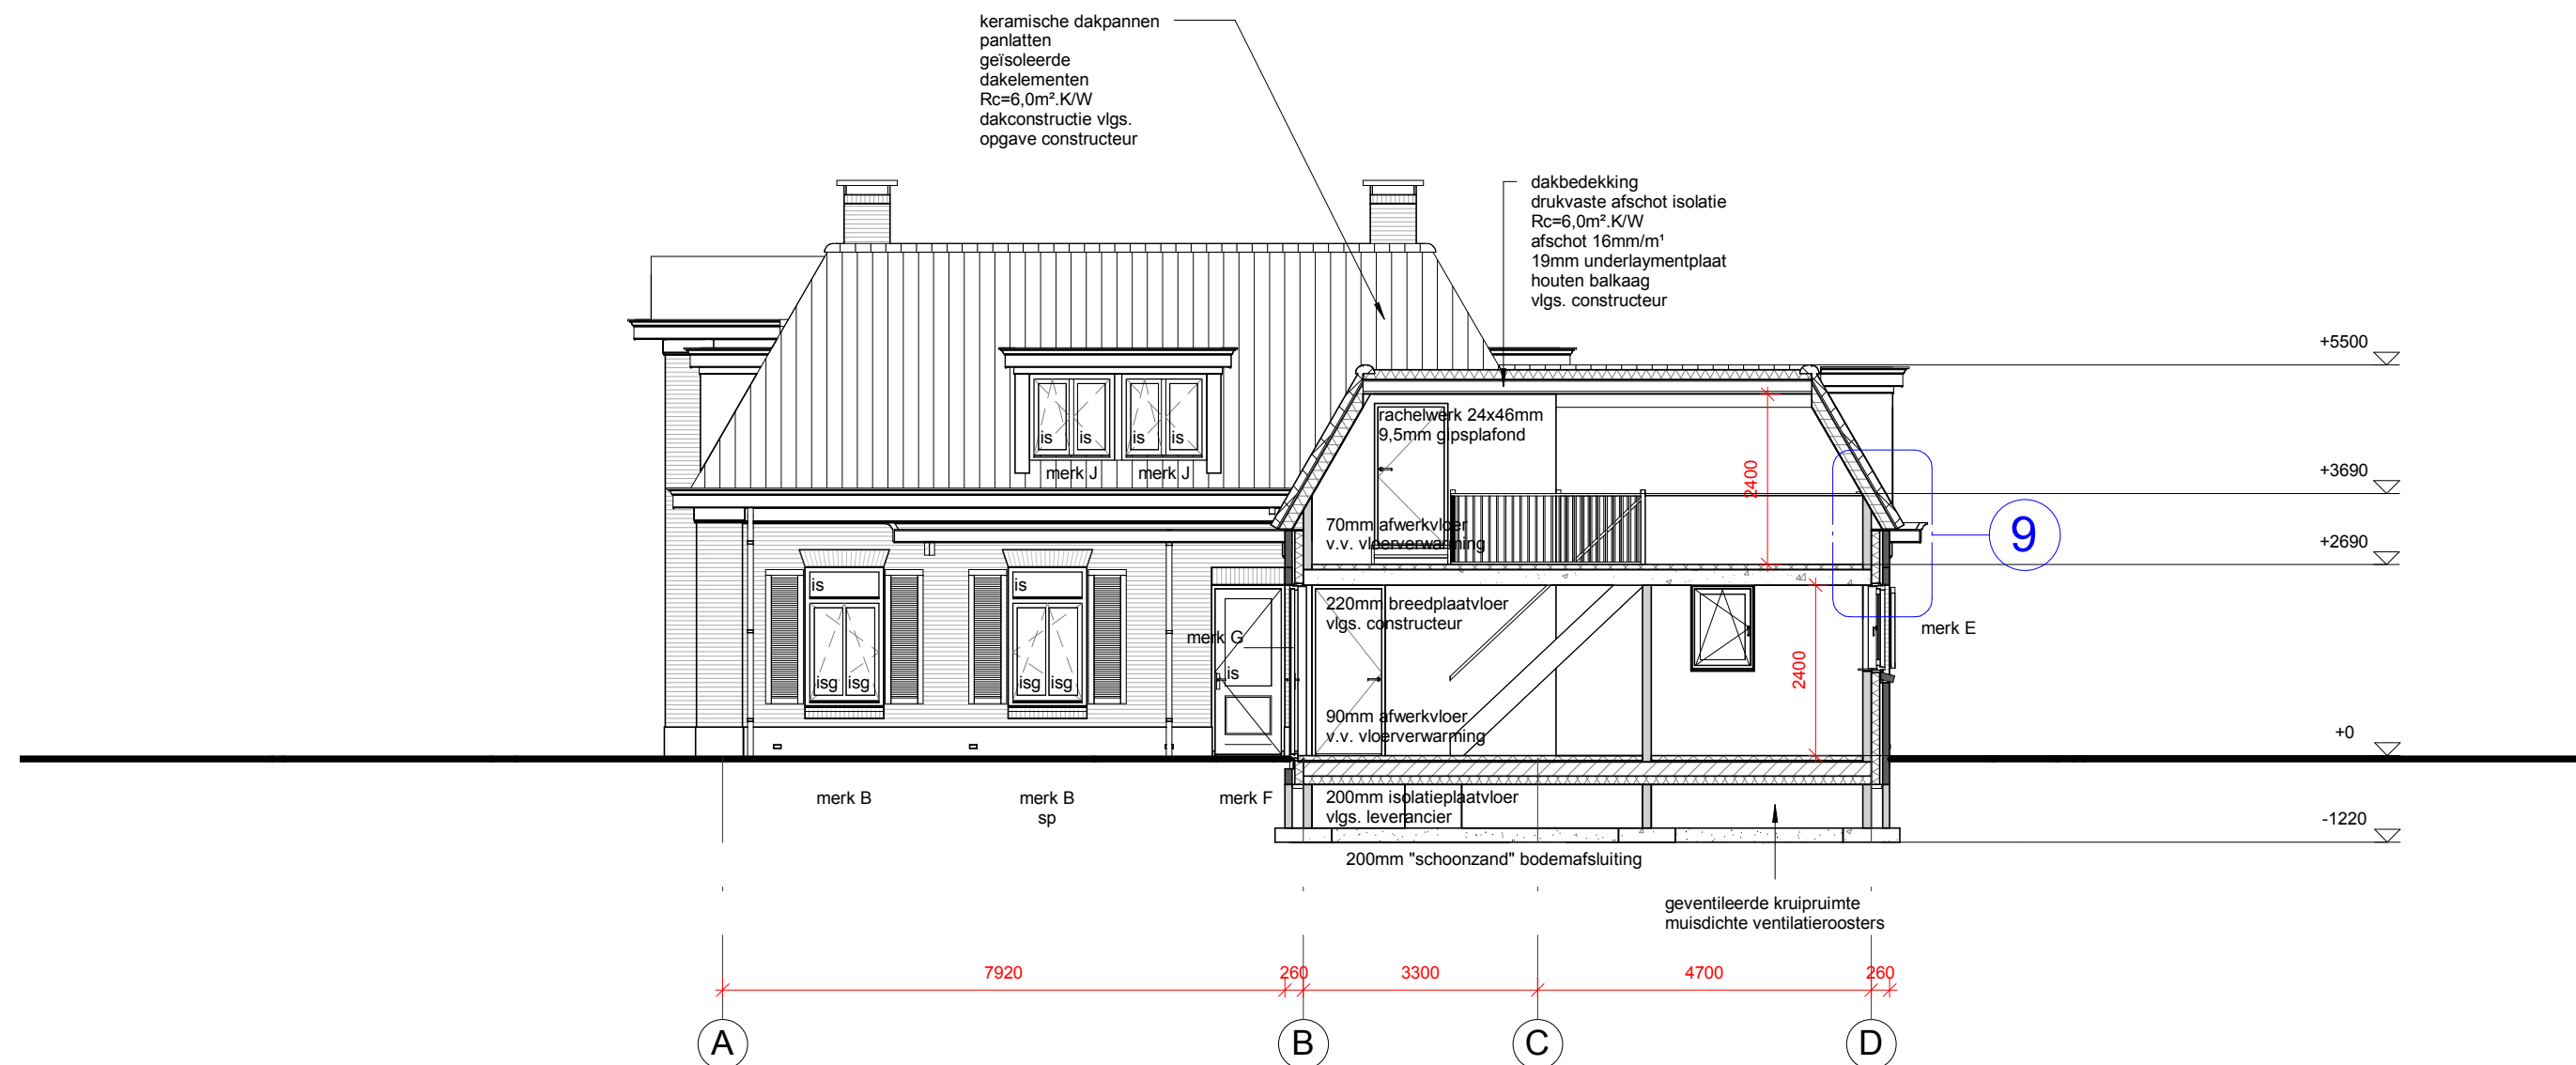 keramische dakpannen
panlatten
geïsoleerde
dakelementen
Rc=6,0m².K/W
dakconstructie vlgs.
opgave constructeur
dakbedekking
drukvaste afschot isolatie
Rc=6,0m².K/W
afschot 16mm/m¹
19mm underlaymentplaat
houten balkaag
vlgs. constructeur
+5500
+3690
+2690
+0
-1220
rachelwerk 24x46mm
9,5mm gipsplafond
2400
is is is is
merk J merk J
70mm afwerkvloer
v.v. vloerverwarming
9
is is
220mm breedplaatvloer
vlgs. constructeur
merk G
merk E
2400
is
isg isg isg isg
90mm afwerkvloer
v.v. vloerverwarming
merk B merk B merk F
sp
200mm isolatieplaatvloer
vlgs. leverancier
200mm "schoonzand" bodemafsluiting
geventileerde kruipruimte
muisdichte ventilatieroosters
7920 260 3300 4700 260
A B C D